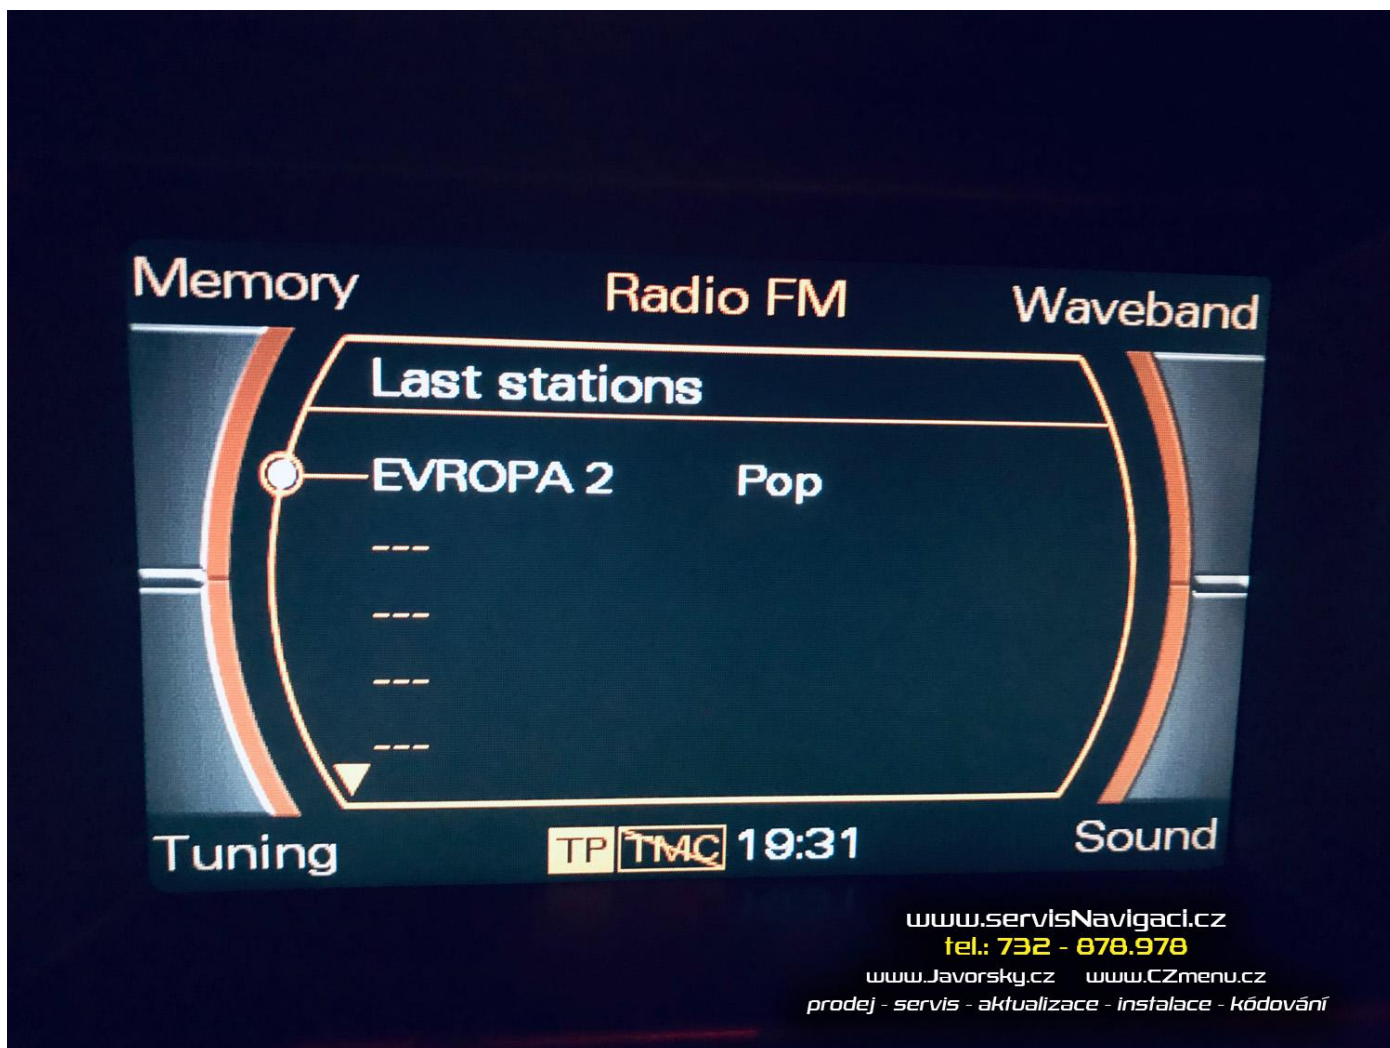 Memory
Radio FM
Waveband
Last stations
EVROPA 2 Pop
---
---
---
---
Tuning
TP TMC 19:31
Sound
www.servisNavigaci.cz
tel.: 732 - 878.978
www.Javorsky.cz www.CZmenu.cz
prodej - servis - aktualizace - instalace - kódování